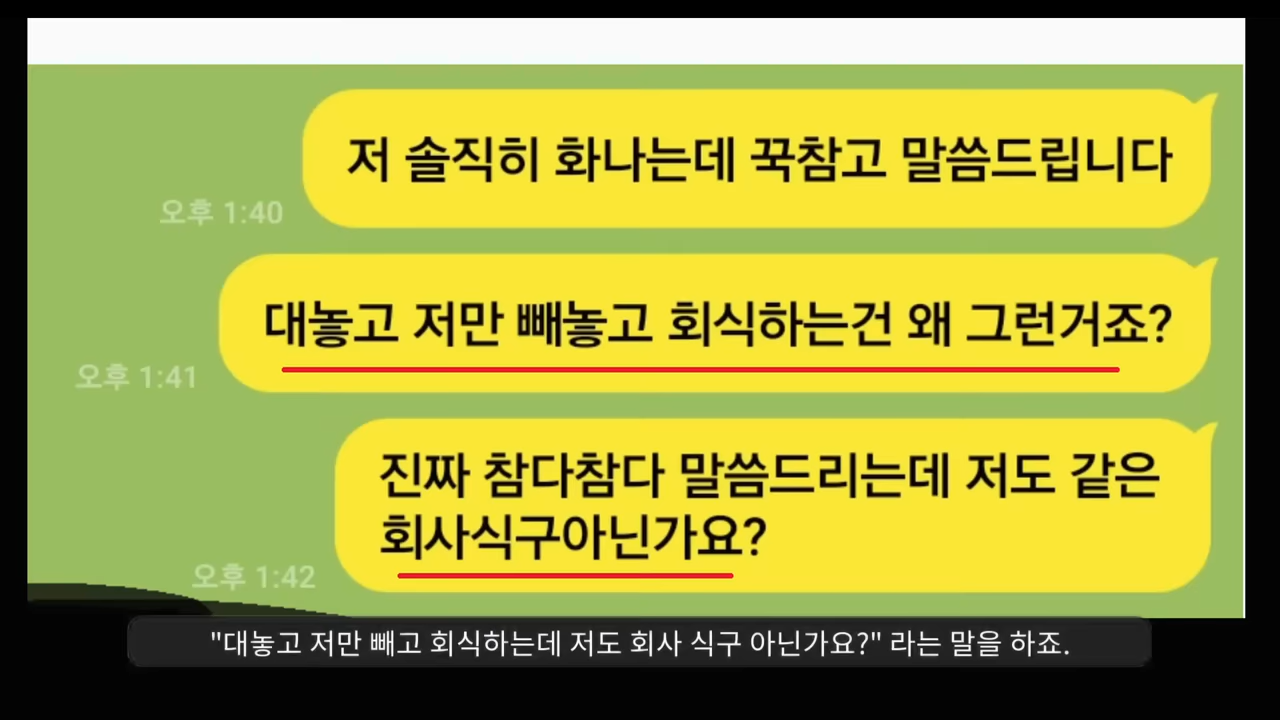 저 솔직히 화나는데 꾹참고 말씀드립니다
오후 1:40
대놓고 저만 빼놓고 회식하는건 왜 그런거죠?
오후 1:41
진짜 참다참다 말씀드리는데 저도 같은
회사식구아닌가요?
오후 1:42
"대놓고 저만 빼고 회식하는데 저도 회사 식구 아닌가요?" 라는 말을 하죠.